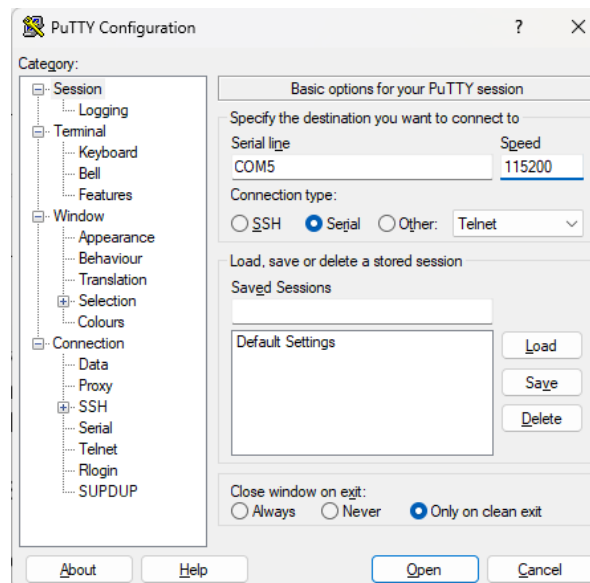 PuTTY Configuration
?
Category:
Session
Logging
Terminal
Keyboard
Bell
Features
Window
Appearance
Behaviour
Translation
Selection
Colours
Connection
Data
Proxy
SSH
Serial
Telnet
Rlogin
SUPDUP
Basic options for your PuTTY session
Specify the destination you want to connect to
Serial line Speed
COM5 115200
Connection type:
SSH Serial Other: Telnet
Load, save or delete a stored session
Saved Sessions
Default Settings
Load
Save
Delete
Close window on exit:
Always Never Only on clean exit
About Help Open Cancel